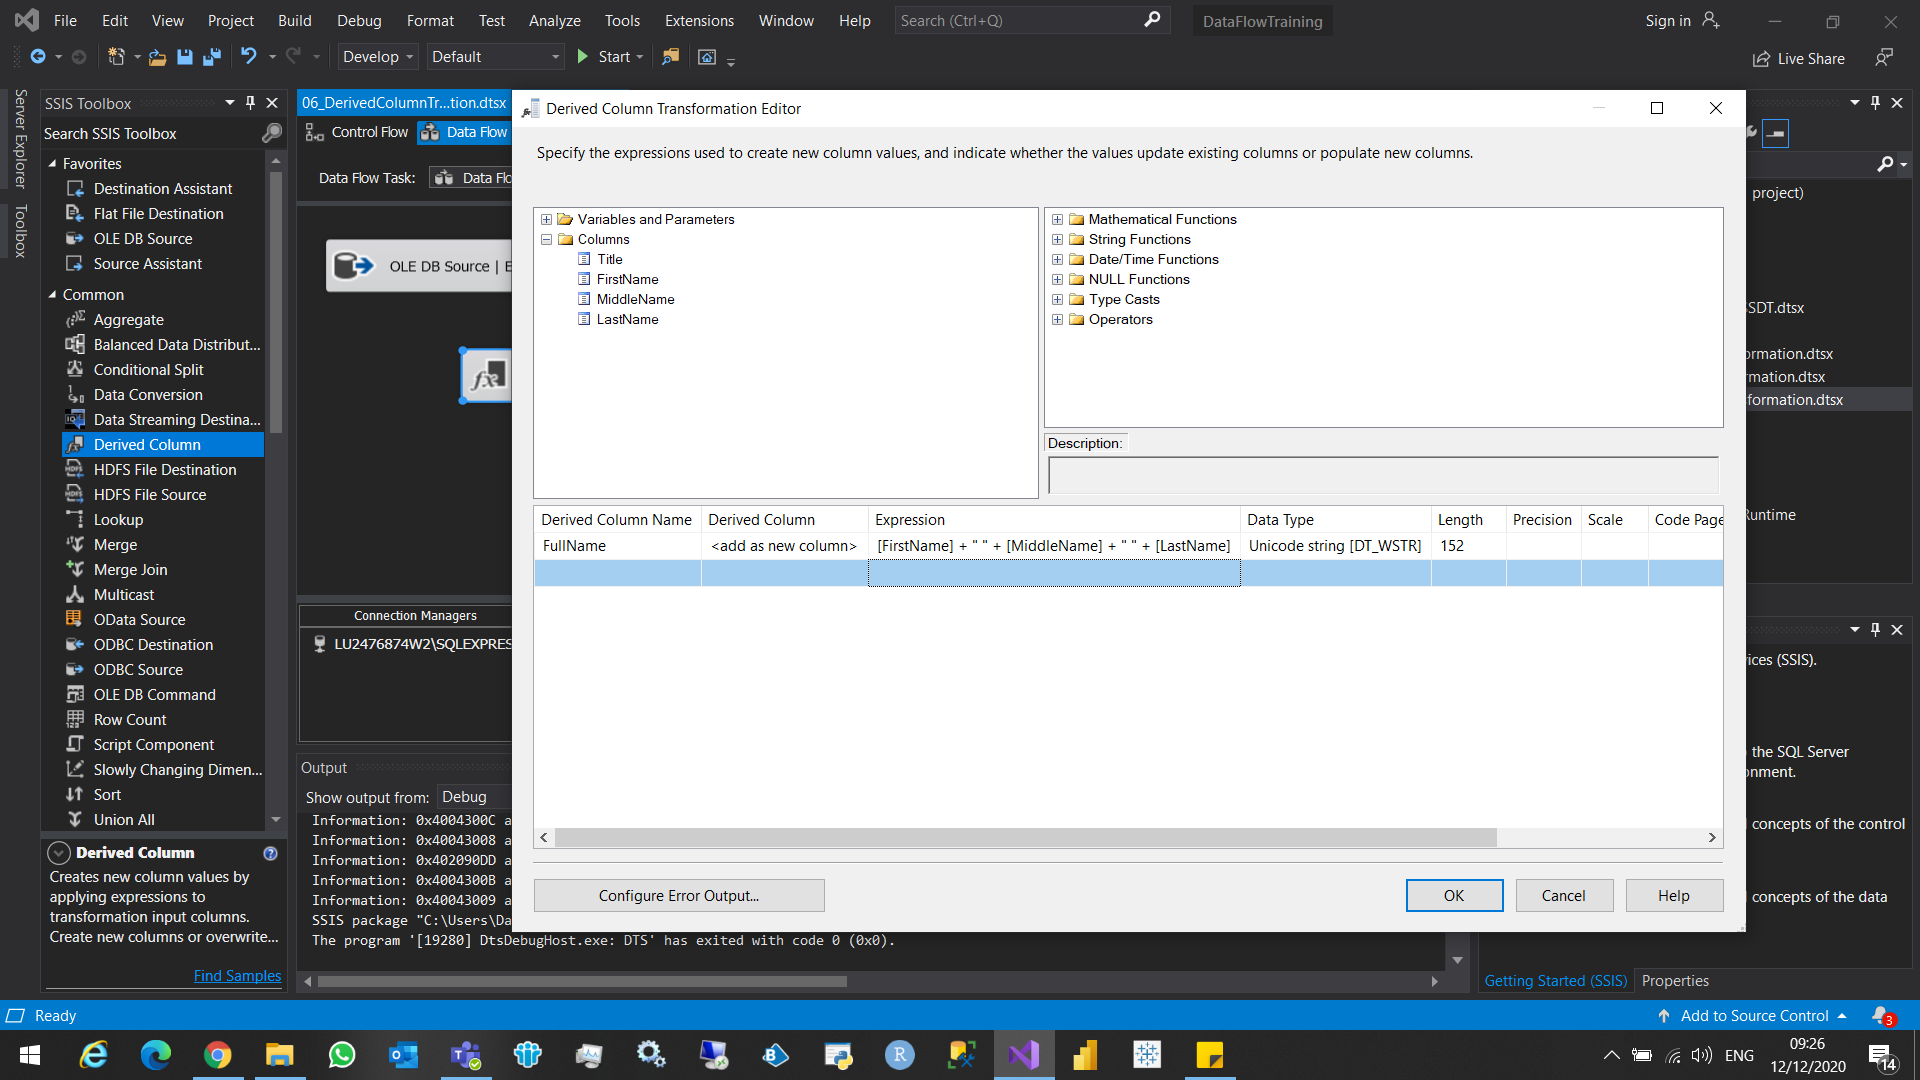 File Edit View Project Build Debug Format Test Analyze Tools Extensions Window Help Search (Ctrl+Q) DataFlowTraining Sign in
Develop Default Start Live Share
Server Explorer
Toolbox
SSIS Toolbox
Search SSIS Toolbox
Favorites
Destination Assistant
Flat File Destination
OLE DB Source
Source Assistant
Common
Aggregate
Balanced Data Distribut...
Conditional Split
Data Conversion
Data Streaming Destina...
Derived Column
HDFS File Destination
HDFS File Source
Lookup
Merge
Merge Join
Multicast
OData Source
ODBC Destination
ODBC Source
OLE DB Command
Row Count
Script Component
Slowly Changing Dimen...
Sort
Union All
Derived Column
Creates new column values by
applying expressions to
transformation input columns.
Create new columns or overwrite...
Find Samples
06_DerivedColumnTr...tion.dtsx
Control Flow Data Flow
Data Flow Task: Data Flo
OLE DB Source | E
Connection Managers
LU2476874W2\SQLEXPRES
Output
Show output from: Debug
Information: 0x4004300C a
Information: 0x40043008 a
Information: 0x402090DD a
Information: 0x4004300B a
Information: 0x40043009 a
SSIS package "C:\Users\Da
The program '[19280] DtsDebugHost.exe: DTS' has exited with code 0 (0x0).
Derived Column Transformation Editor
Specify the expressions used to create new column values, and indicate whether the values update existing columns or populate new columns.
Variables and Parameters
Columns
Title
FirstName
MiddleName
LastName
Mathematical Functions
String Functions
Date/Time Functions
NULL Functions
Type Casts
Operators
Description:
Derived Column Name Derived Column Expression Data Type Length Precision Scale Code Page
FullName <add as new column> [FirstName] + " " + [MiddleName] + " " + [LastName] Unicode string [DT_WSTR] 152
Configure Error Output... OK Cancel Help
project)
SSDT.dtsx
ormation.dtsx
rmation.dtsx
formation.dtsx
Runtime
ices (SSIS).
the SQL Server
onment.
concepts of the control
concepts of the data
Getting Started (SSIS) Properties
Ready Add to Source Control 3
ENG 09:26
12/12/2020
14